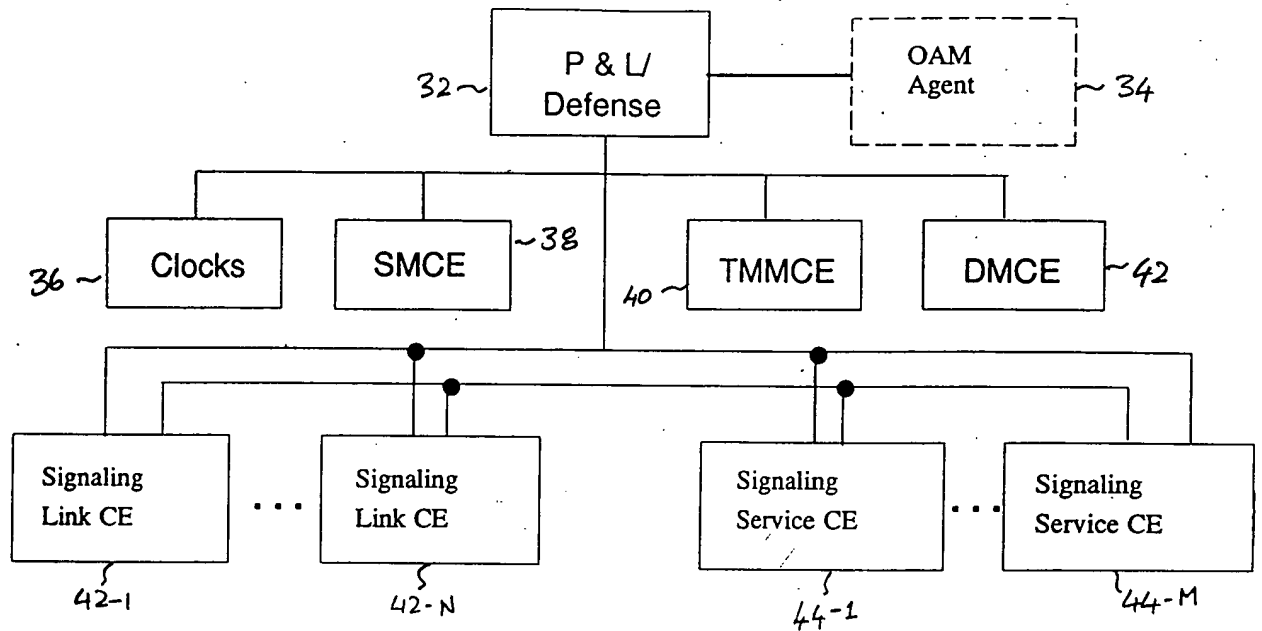 P & L/
Defense
32
OAM
Agent
34
Clocks
36
SMCE
38
TMMCE
40
DMCE
42
Signaling
Link CE
42-1
...
Signaling
Link CE
42-N
Signaling
Service CE
44-1
...
Signaling
Service CE
44-M